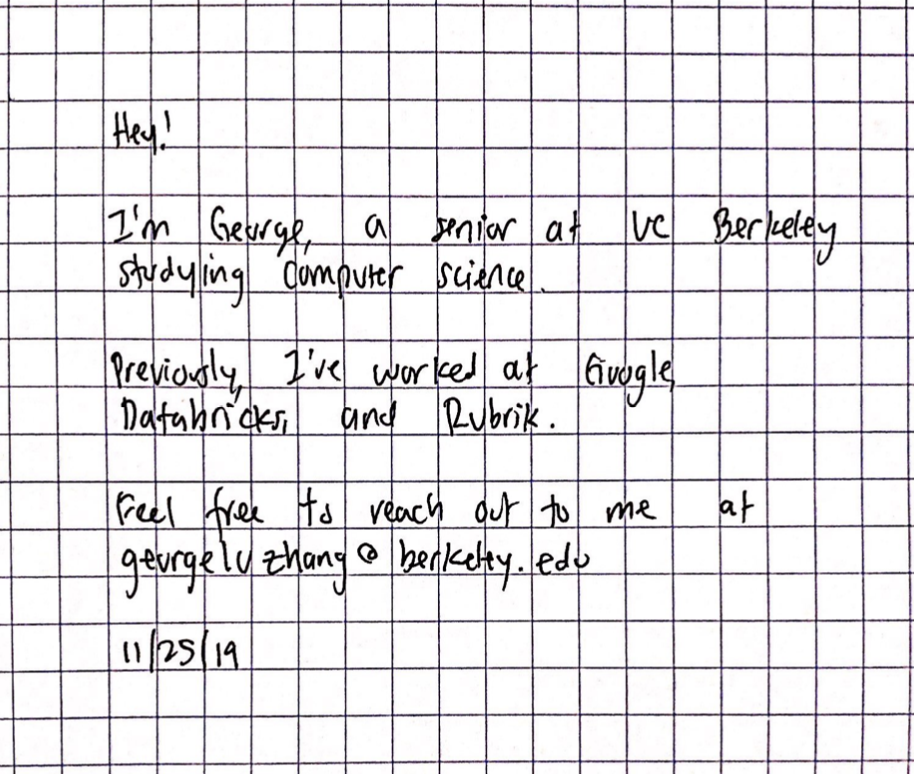 Hey!
I'm George, a senior at UC Berkeley
studying computer science.
Previously, I've worked at Google,
Databricks, and Rubrik.
Feel free to reach out to me at
georgeluzhang@berkeley.edu
11/25/19